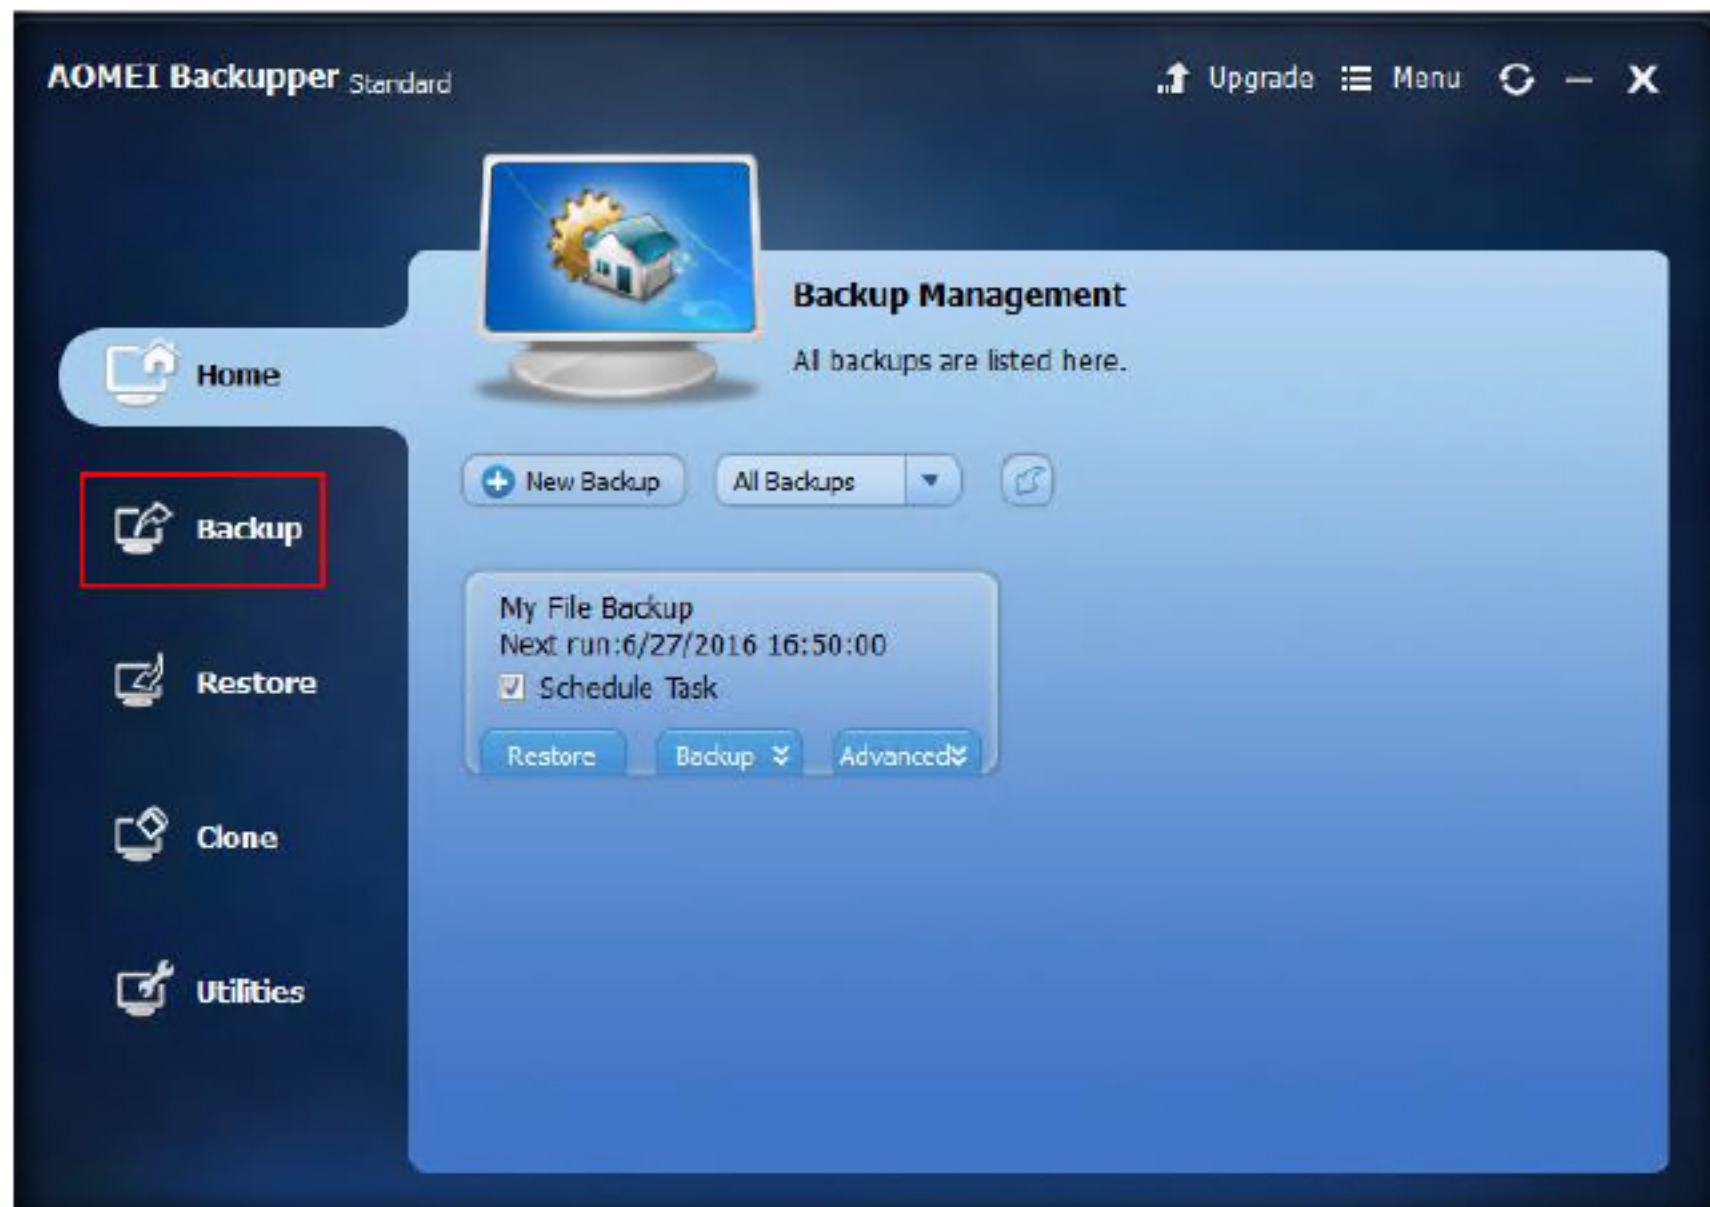 AOMEI Backupper Standard
Upgrade Menu
Backup Management
All backups are listed here.
Home
New Backup All Backups
Backup
My File Backup
Next run:6/27/2016 16:50:00
Schedule Task
Restore
Restore Backup Advanced
Clone
Utilities